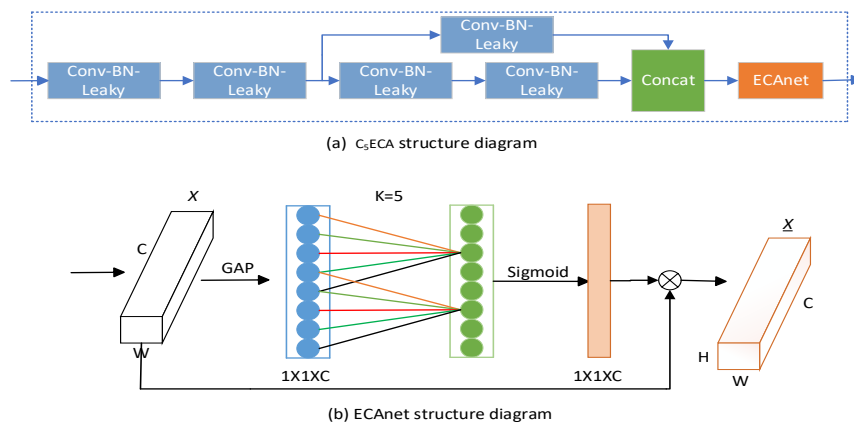 Conv-BN-
Leaky
Conv-BN-
Leaky
Conv-BN-
Leaky
Conv-BN-
Leaky
Conv-BN-
Leaky
Concat
ECAnet
(a) C₅ECA structure diagram
X
C
W
GAP
K=5
1X1XC
Sigmoid
1X1XC
X
C
H
W
(b) ECAnet structure diagram